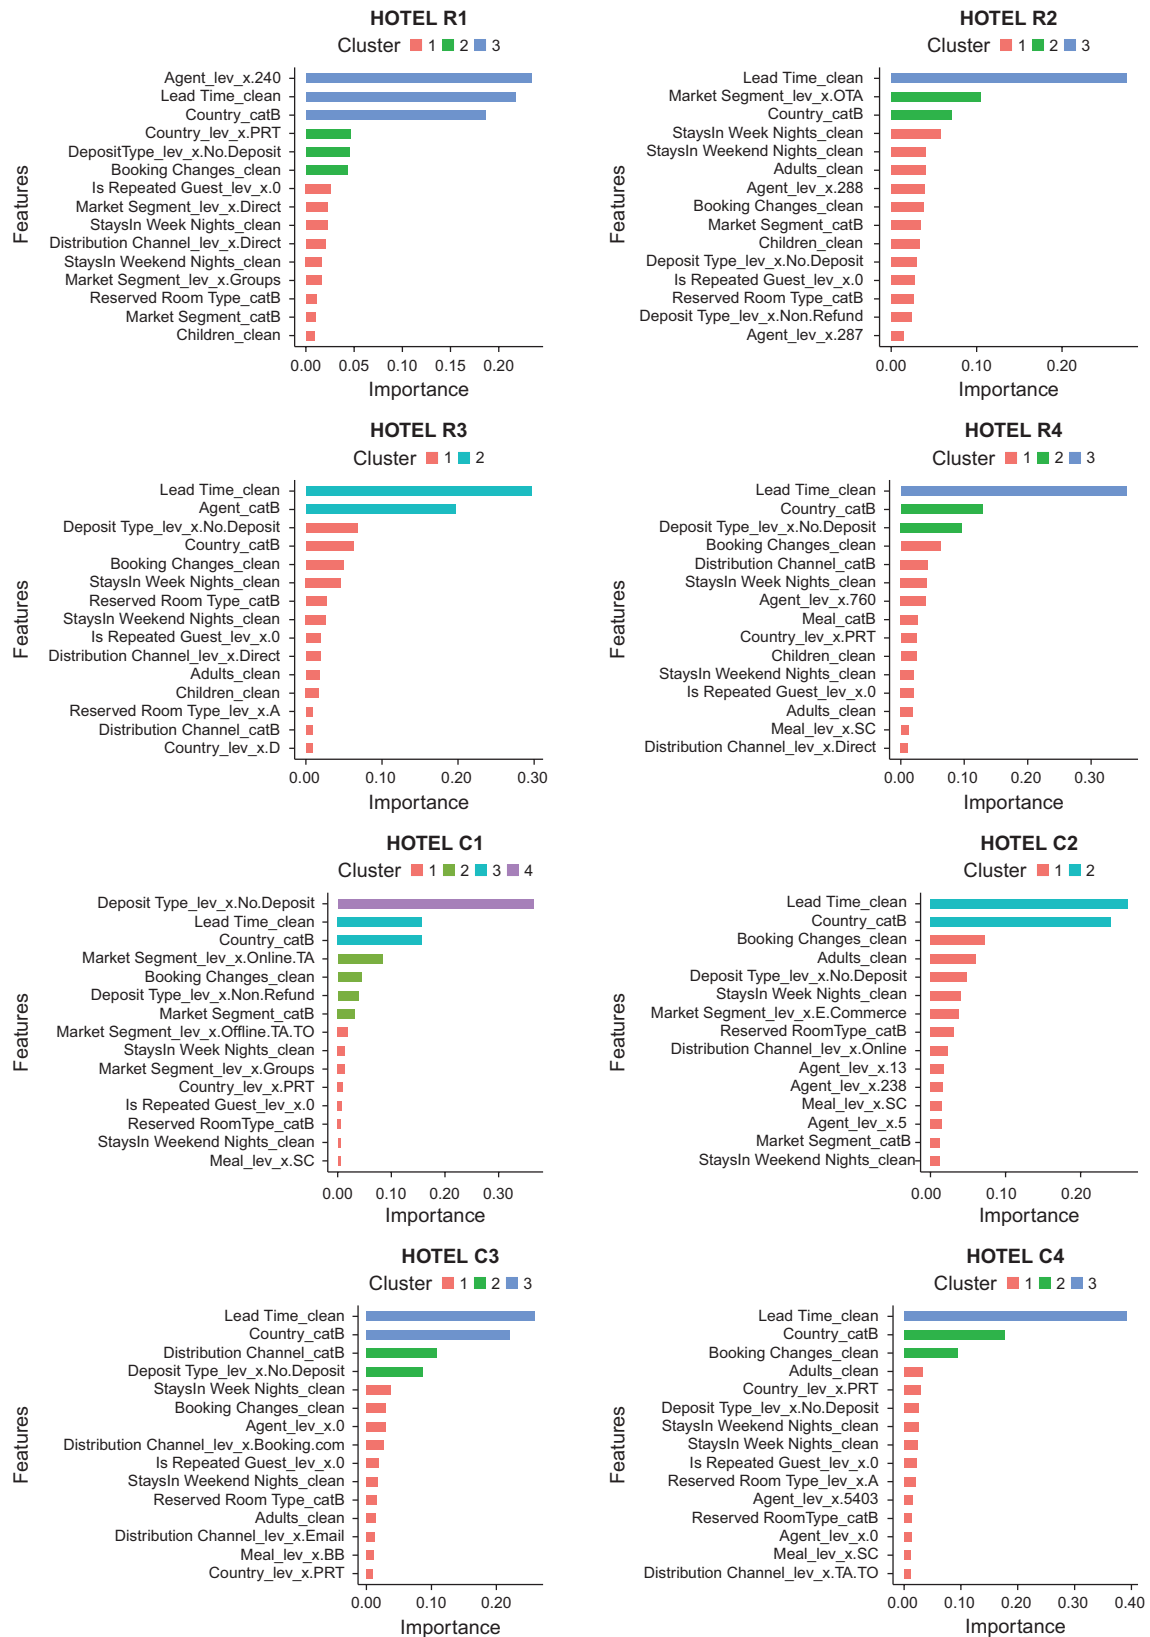 HOTEL R1
Cluster 1 2 3
Features
Agent_lev_x.240
Lead Time_clean
Country_catB
Country_lev_x.PRT
DepositType_lev_x.No.Deposit
Booking Changes_clean
Is Repeated Guest_lev_x.0
Market Segment_lev_x.Direct
StaysIn Week Nights_clean
Distribution Channel_lev_x.Direct
StaysIn Weekend Nights_clean
Market Segment_lev_x.Groups
Reserved Room Type_catB
Market Segment_catB
Children_clean
0.00 0.05 0.10 0.15 0.20
Importance
HOTEL R2
Cluster 1 2 3
Features
Lead Time_clean
Market Segment_lev_x.OTA
Country_catB
StaysIn Week Nights_clean
StaysIn Weekend Nights_clean
Adults_clean
Agent_lev_x.288
Booking Changes_clean
Market Segment_catB
Children_clean
Deposit Type_lev_x.No.Deposit
Is Repeated Guest_lev_x.0
Reserved Room Type_catB
Deposit Type_lev_x.Non.Refund
Agent_lev_x.287
0.00 0.10 0.20
Importance
HOTEL R3
Cluster 1 2
Features
Lead Time_clean
Agent_catB
Deposit Type_lev_x.No.Deposit
Country_catB
Booking Changes_clean
StaysIn Week Nights_clean
Reserved Room Type_catB
StaysIn Weekend Nights_clean
Is Repeated Guest_lev_x.0
Distribution Channel_lev_x.Direct
Adults_clean
Children_clean
Reserved Room Type_lev_x.A
Distribution Channel_catB
Country_lev_x.D
0.00 0.10 0.20 0.30
Importance
HOTEL R4
Cluster 1 2 3
Features
Lead Time_clean
Country_catB
Deposit Type_lev_x.No.Deposit
Booking Changes_clean
Distribution Channel_catB
StaysIn Week Nights_clean
Agent_lev_x.760
Meal_catB
Country_lev_x.PRT
Children_clean
StaysIn Weekend Nights_clean
Is Repeated Guest_lev_x.0
Adults_clean
Meal_lev_x.SC
Distribution Channel_lev_x.Direct
0.00 0.10 0.20 0.30
Importance
HOTEL C1
Cluster 1 2 3 4
Features
Deposit Type_lev_x.No.Deposit
Lead Time_clean
Country_catB
Market Segment_lev_x.Online.TA
Booking Changes_clean
Deposit Type_lev_x.Non.Refund
Market Segment_catB
Market Segment_lev_x.Offline.TA.TO
StaysIn Week Nights_clean
Market Segment_lev_x.Groups
Country_lev_x.PRT
Is Repeated Guest_lev_x.0
Reserved RoomType_catB
StaysIn Weekend Nights_clean
Meal_lev_x.SC
0.00 0.10 0.20 0.30
Importance
HOTEL C2
Cluster 1 2
Features
Lead Time_clean
Country_catB
Booking Changes_clean
Adults_clean
Deposit Type_lev_x.No.Deposit
StaysIn Week Nights_clean
Market Segment_lev_x.E.Commerce
Reserved RoomType_catB
Distribution Channel_lev_x.Online
Agent_lev_x.13
Agent_lev_x.238
Meal_lev_x.SC
Agent_lev_x.5
Market Segment_catB
StaysIn Weekend Nights_clean
0.00 0.10 0.20
Importance
HOTEL C3
Cluster 1 2 3
Features
Lead Time_clean
Country_catB
Distribution Channel_catB
Deposit Type_lev_x.No.Deposit
StaysIn Week Nights_clean
Booking Changes_clean
Agent_lev_x.0
Distribution Channel_lev_x.Booking.com
Is Repeated Guest_lev_x.0
StaysIn Weekend Nights_clean
Reserved Room Type_catB
Adults_clean
Distribution Channel_lev_x.Email
Meal_lev_x.BB
Country_lev_x.PRT
0.00 0.10 0.20
Importance
HOTEL C4
Cluster 1 2 3
Features
Lead Time_clean
Country_catB
Booking Changes_clean
Adults_clean
Country_lev_x.PRT
Deposit Type_lev_x.No.Deposit
StaysIn Weekend Nights_clean
StaysIn Week Nights_clean
Is Repeated Guest_lev_x.0
Reserved Room Type_lev_x.A
Agent_lev_x.5403
Reserved RoomType_catB
Agent_lev_x.0
Meal_lev_x.SC
Distribution Channel_lev_x.TA.TO
0.00 0.10 0.20 0.30 0.40
Importance